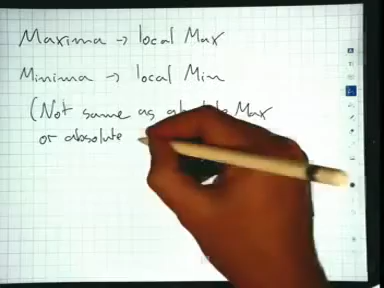 Maxima → local Max
Minima → local Min
(Not same as absolute Max
or absolute